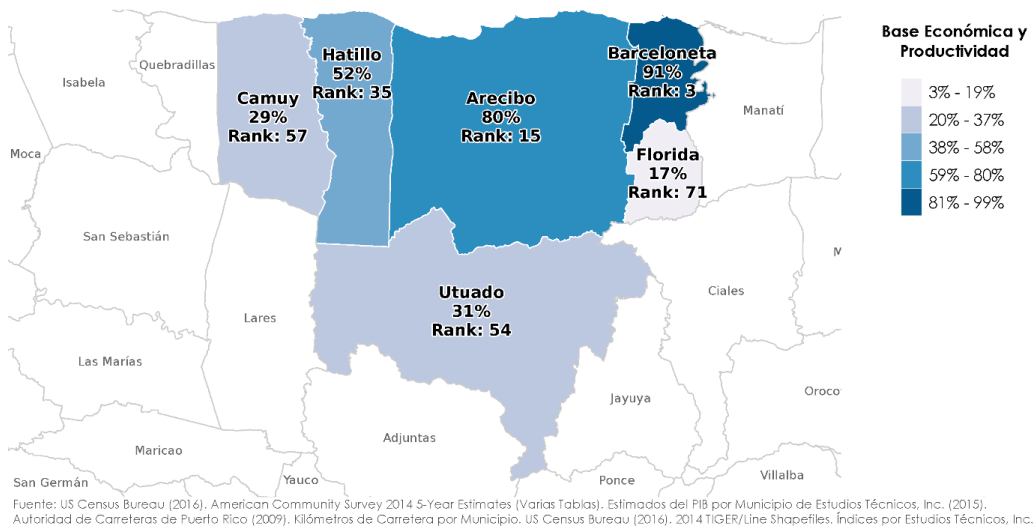 Base Económica y
Productividad
3% - 19%
20% - 37%
38% - 58%
59% - 80%
81% - 99%
Isabela
Quebradillas
Hatillo
52%
Rank: 35
Camuy
29%
Rank: 57
Arecibo
80%
Rank: 15
Barceloneta
91%
Rank: 3
Manatí
Moca
Florida
17%
Rank: 71
San Sebastián
M
Utuado
31%
Rank: 54
Ciales
Lares
Las Marías
Jayuya
Oroco
Adjuntas
Maricao
San Germán
Yauco
Ponce
Villalba
Fuente: US Census Bureau (2016). American Community Survey 2014 5-Year Estimates (Varias Tablas). Estimados del PIB por Municipio de Estudios Técnicos, Inc. (2015).
Autoridad de Carreteras de Puerto Rico (2009). Kilómetros de Carretera por Municipio. US Census Bureau (2016). 2014 TIGER/Line Shapefiles. Índices por Estudios Técnicos, Inc.